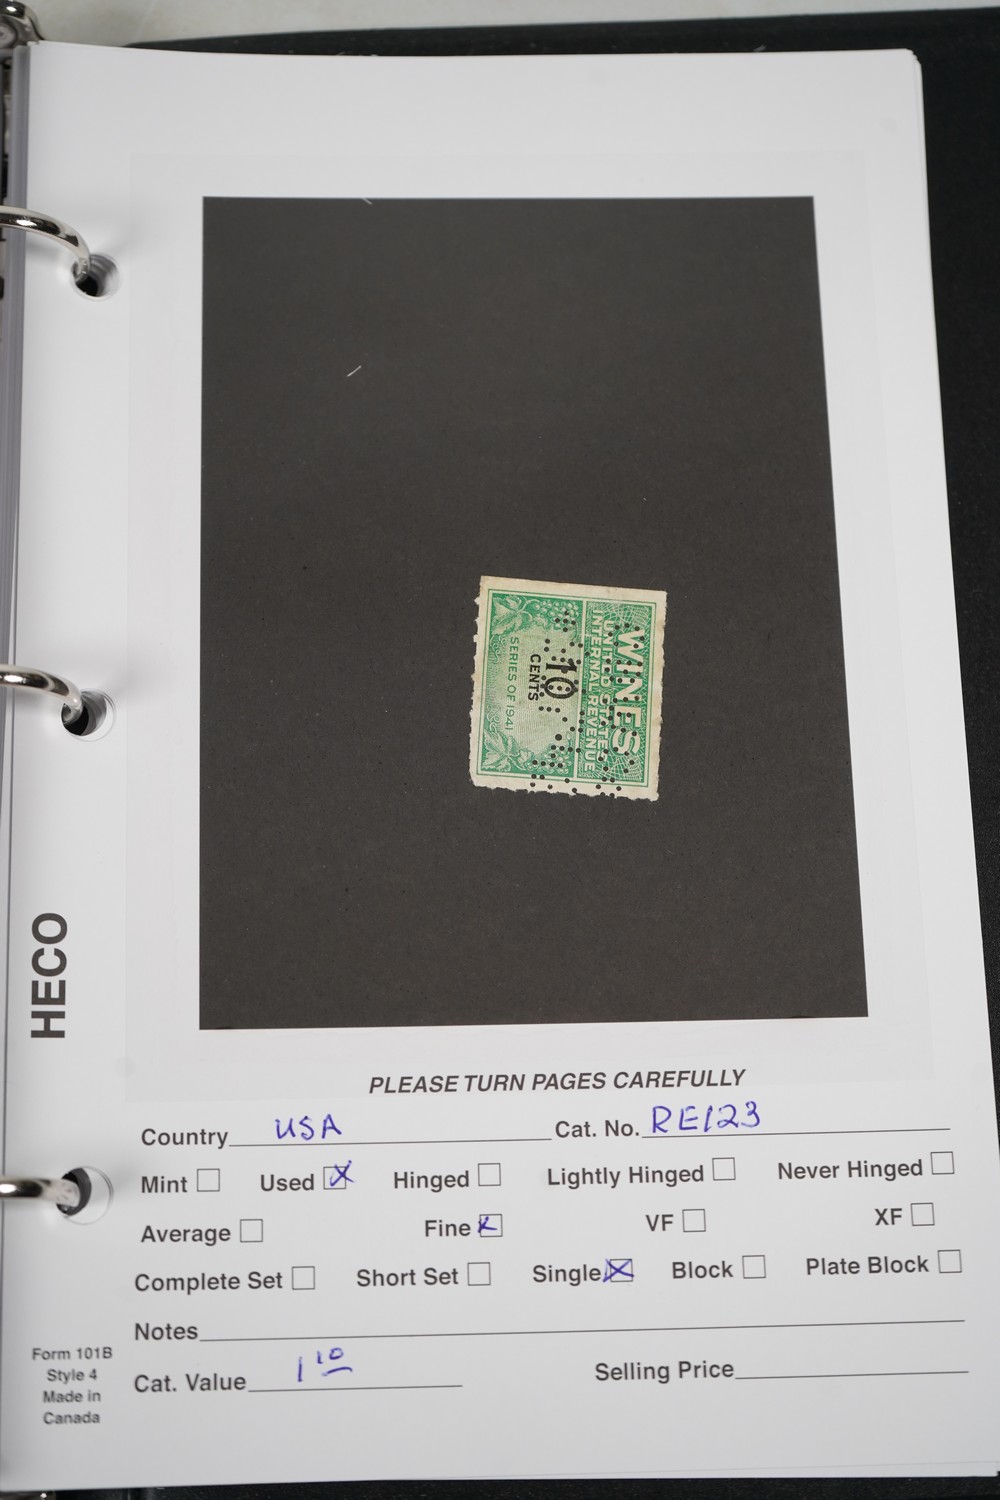 WINES
UNITED STATES
INTERNAL REVENUE
10
CENTS
SERIES OF 1941
HECO
PLEASE TURN PAGES CAREFULLY
Country USA Cat. No. RE123
Mint Used X Hinged Lightly Hinged Never Hinged
Average Fine X VF XF
Complete Set Short Set Single X Block Plate Block
Notes
Cat. Value 1 10 Selling Price
Form 101B
Style 4
Made in
Canada